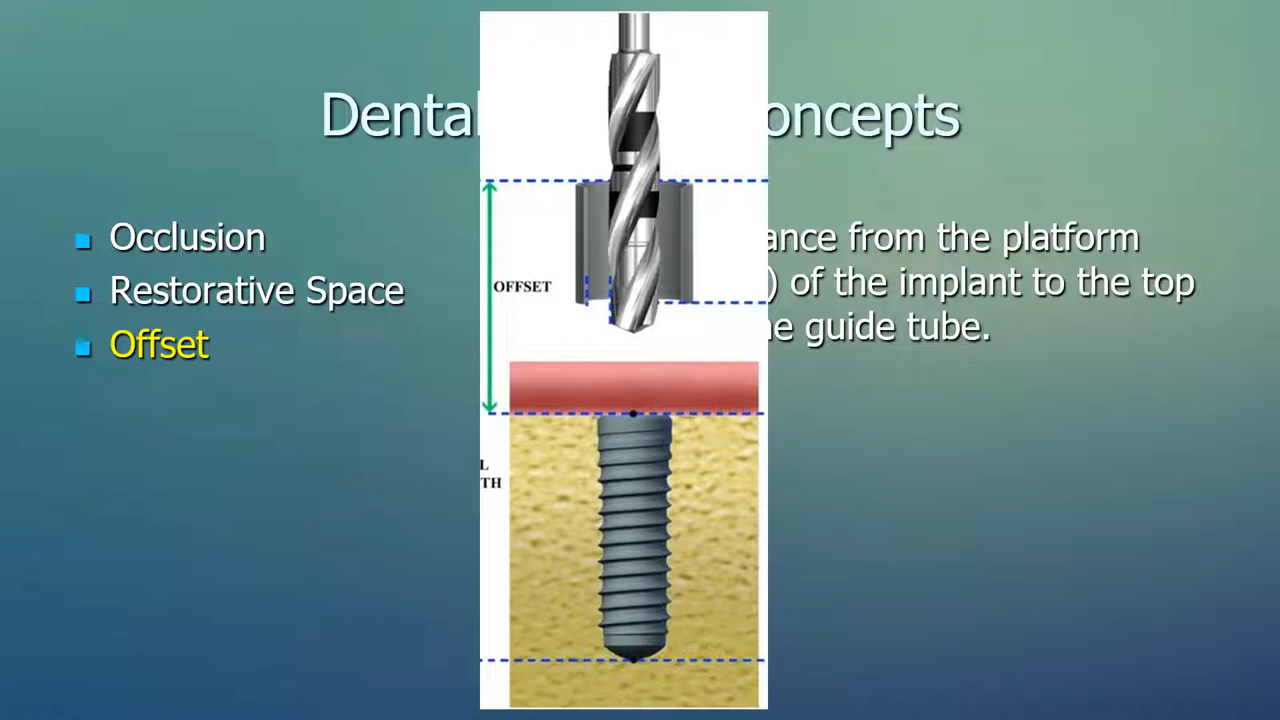 Dental oncepts
Occlusion
Restorative Space
Offset
ance from the platform
) of the implant to the top
e guide tube.
OFFSET
L
TH